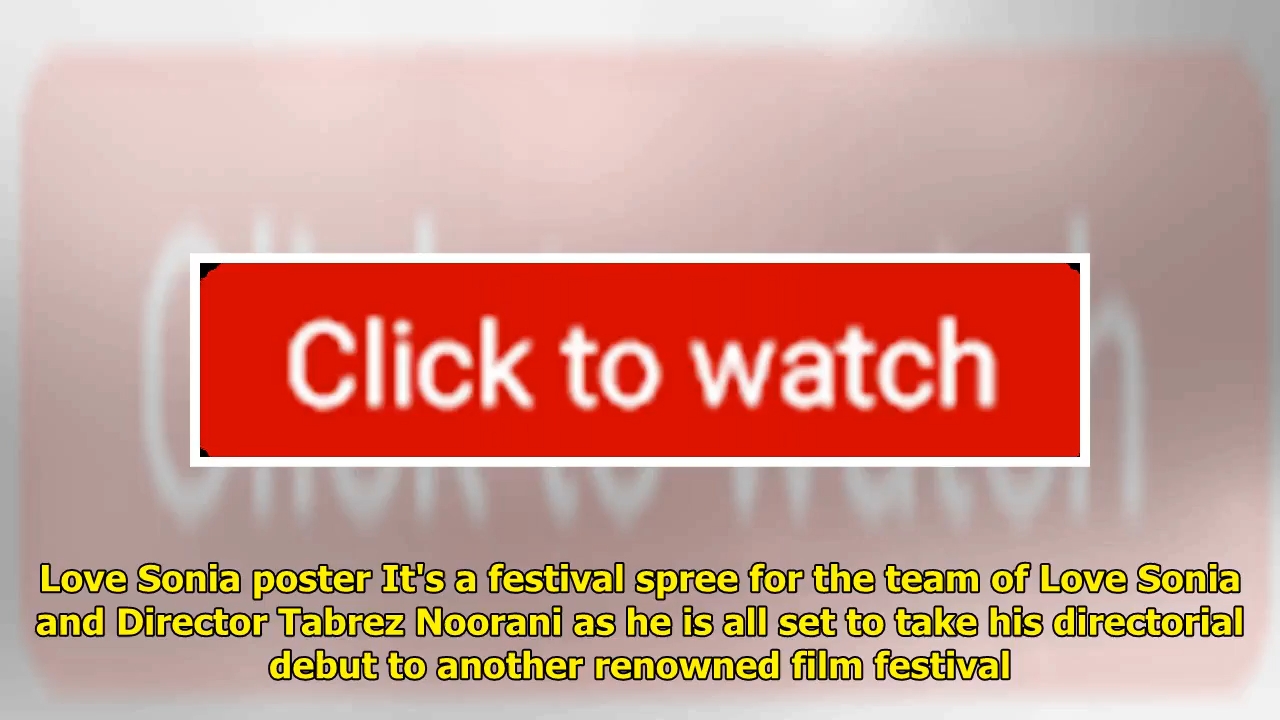 Click to watch
Love Sonia poster It's a festival spree for the team of Love Sonia
and Director Tabrez Noorani as he is all set to take his directorial
debut to another renowned film festival